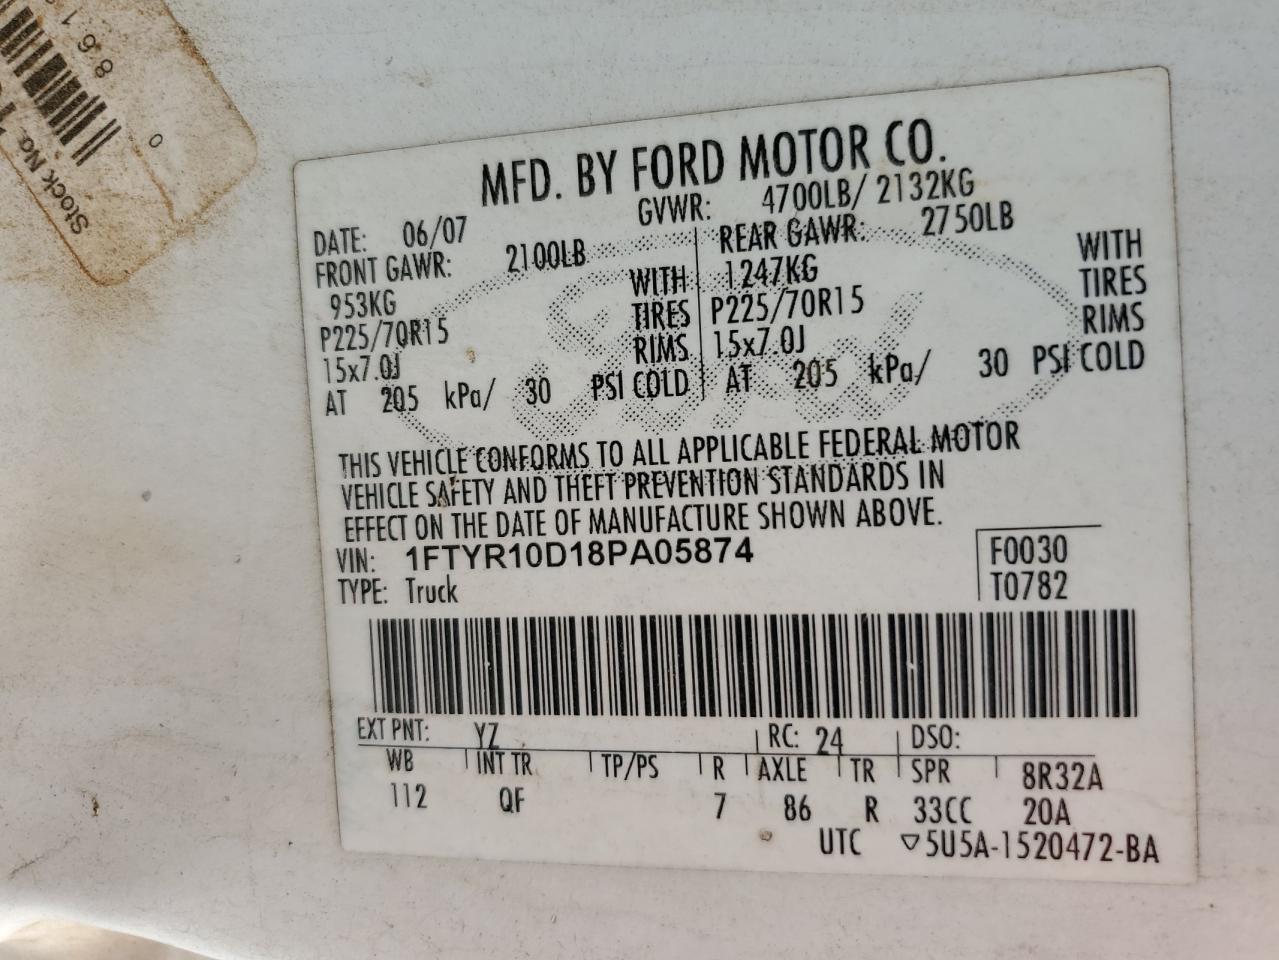 Stock No.
8 6 1
0
MFD. BY FORD MOTOR CO.
DATE: 06/07 GVWR: 4700LB/ 2132KG
FRONT GAWR: 2100LB REAR GAWR: 2750LB
953KG WITH 1247KG WITH
P225/70R15 TIRES P225/70R15 TIRES
15x7.0J RIMS 15x7.0J RIMS
AT 205 kPa/ 30 PSI COLD AT 205 kPa/ 30 PSI COLD
THIS VEHICLE CONFORMS TO ALL APPLICABLE FEDERAL MOTOR
VEHICLE SAFETY AND THEFT PREVENTION STANDARDS IN
EFFECT ON THE DATE OF MANUFACTURE SHOWN ABOVE.
VIN: 1FTYR10D18PA05874 F0030
TYPE: Truck T0782
EXT PNT: YZ RC: 24 DSO:
WB INT TR TP/PS R AXLE TR SPR 8R32A
112 QF 7 86 R 33CC 20A
UTC ▽5U5A-1520472-BA